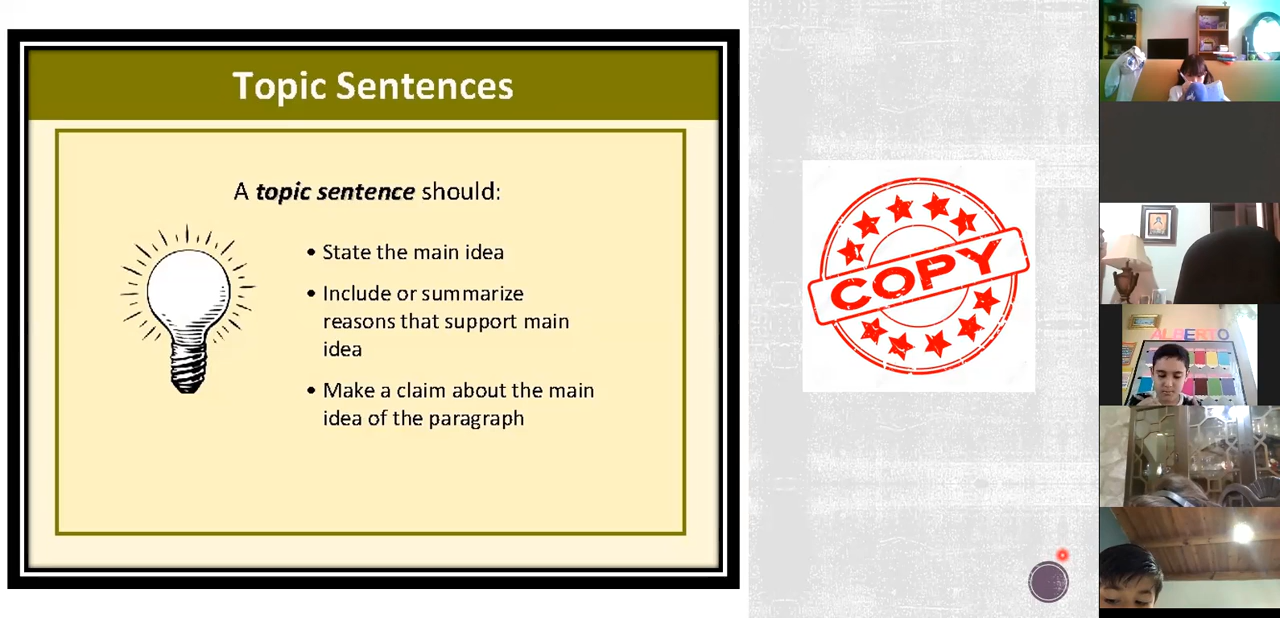 Topic Sentences
A topic sentence should:
• State the main idea
• Include or summarize
reasons that support main
idea
• Make a claim about the main
idea of the paragraph
COPY
ALBERTO